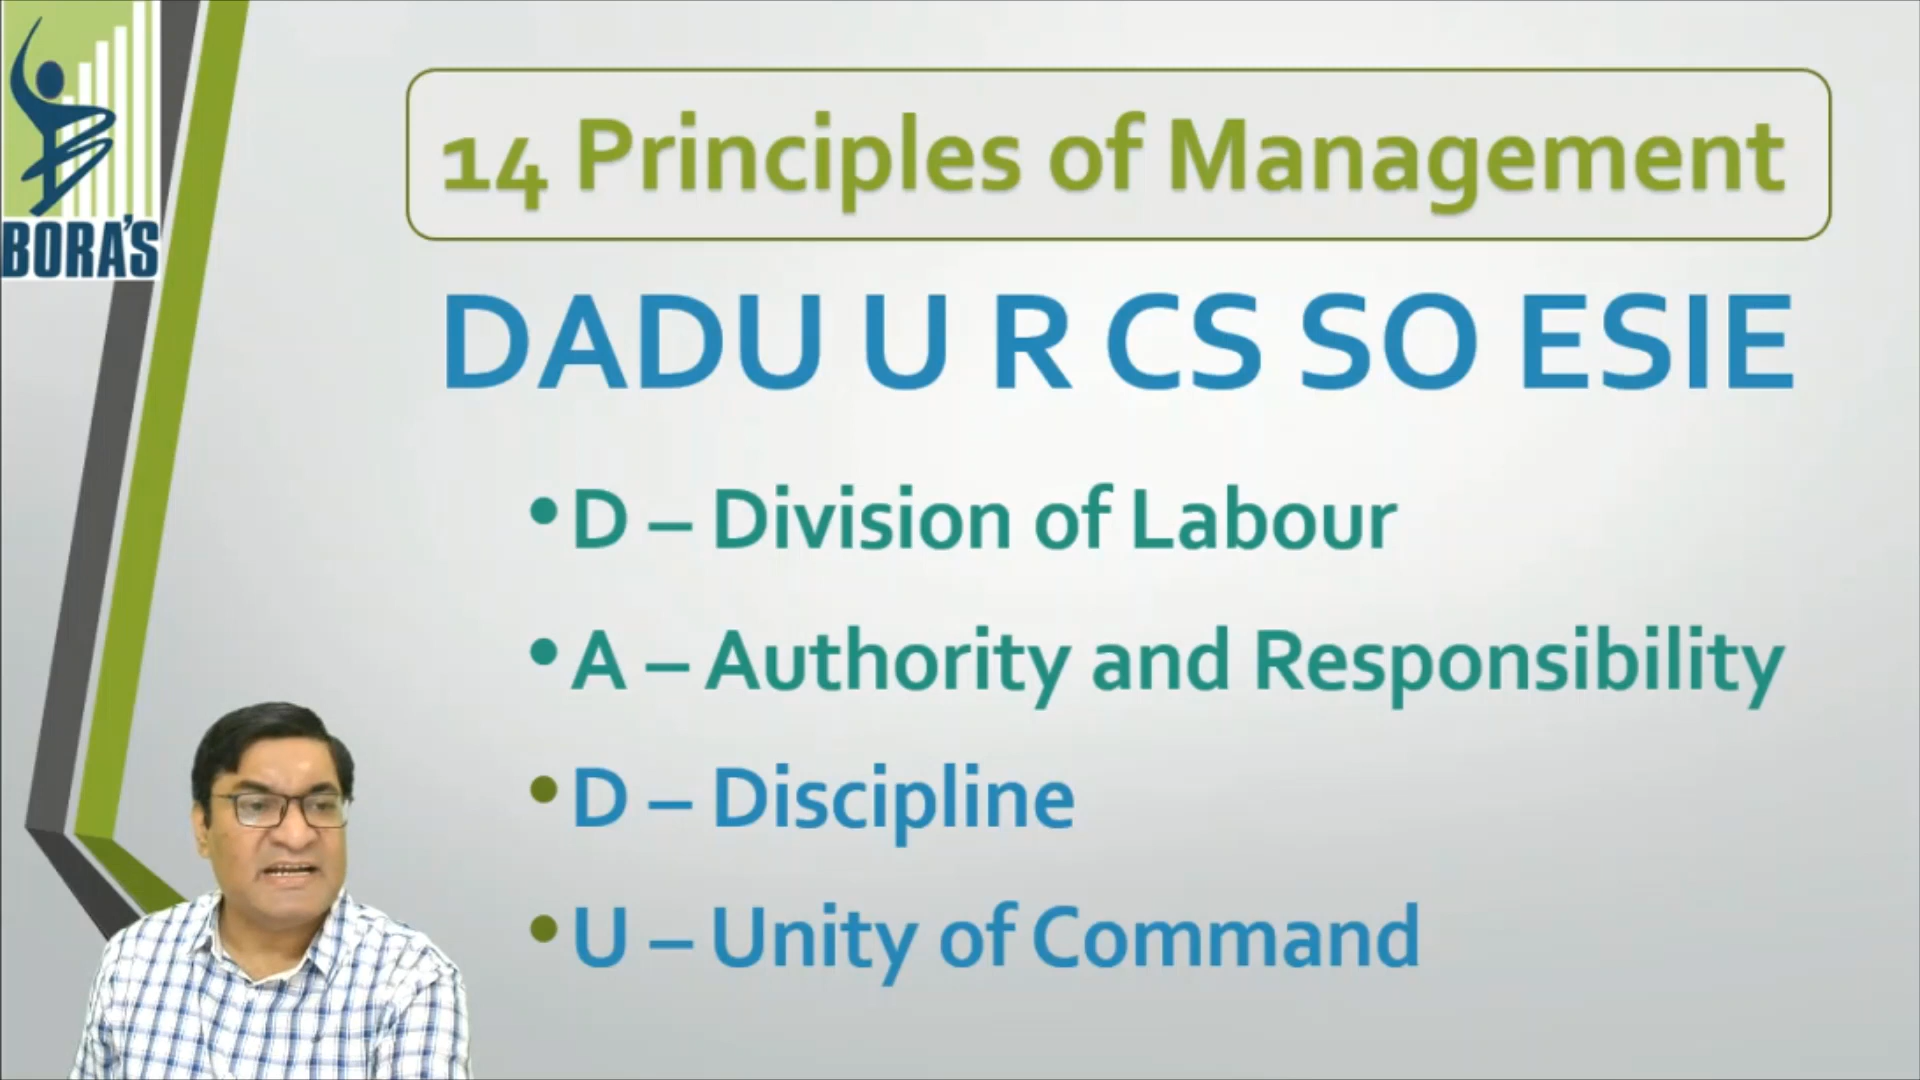 BORA'S
14 Principles of Management
DADU U R CS SO ESIE
•D – Division of Labour
•A – Authority and Responsibility
•D – Discipline
•U – Unity of Command